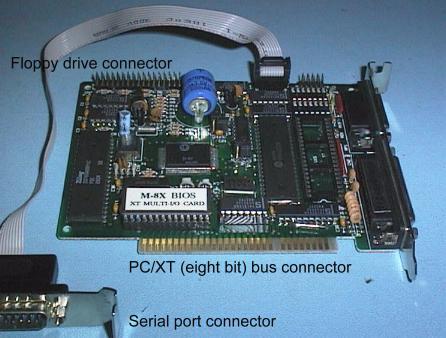 Floppy drive connector
M-8X BIOS
XT MULTI-I/O CARD
PC/XT (eight bit) bus connector
Serial port connector